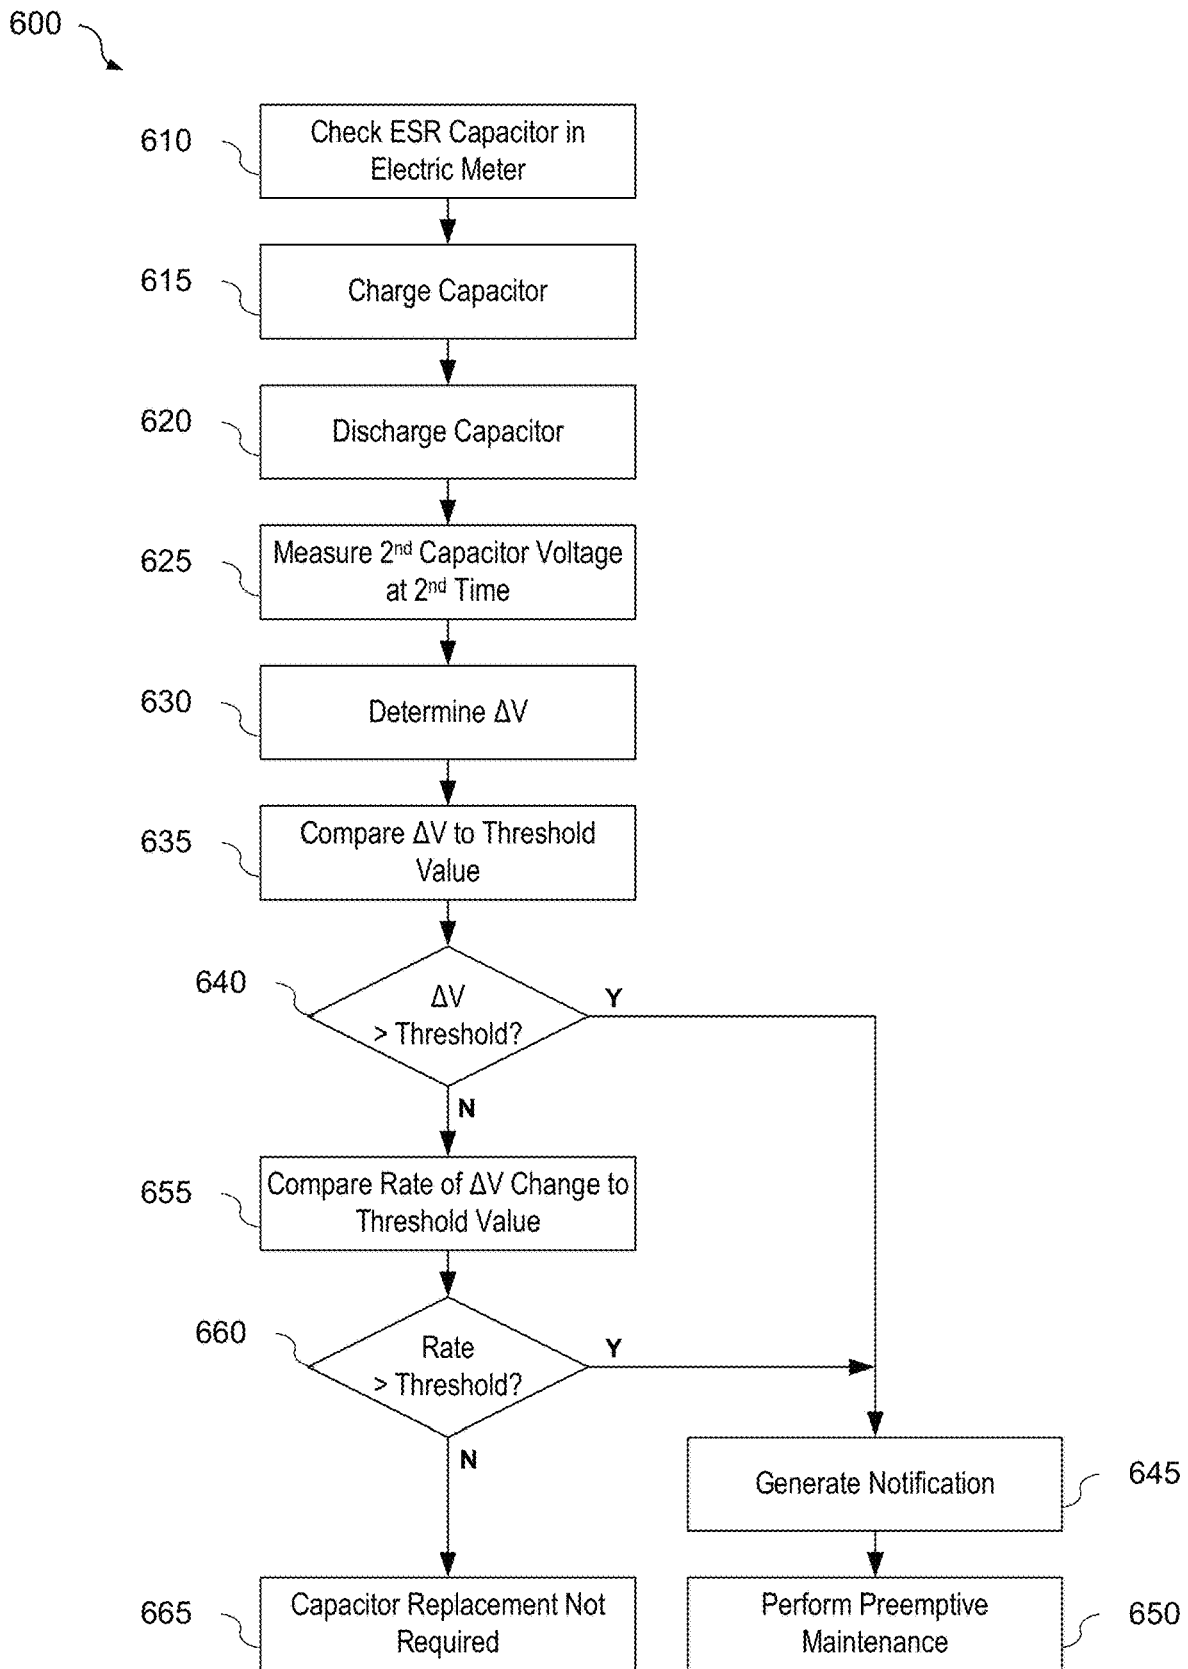 600
610
Check ESR Capacitor in
Electric Meter
615
Charge Capacitor
620
Discharge Capacitor
625
Measure 2nd Capacitor Voltage
at 2nd Time
630
Determine ΔV
635
Compare ΔV to Threshold
Value
640
ΔV
> Threshold?
Y
N
655
Compare Rate of ΔV Change to
Threshold Value
660
Rate
> Threshold?
Y
N
Generate Notification
645
665
Capacitor Replacement Not
Required
Perform Preemptive
Maintenance
650